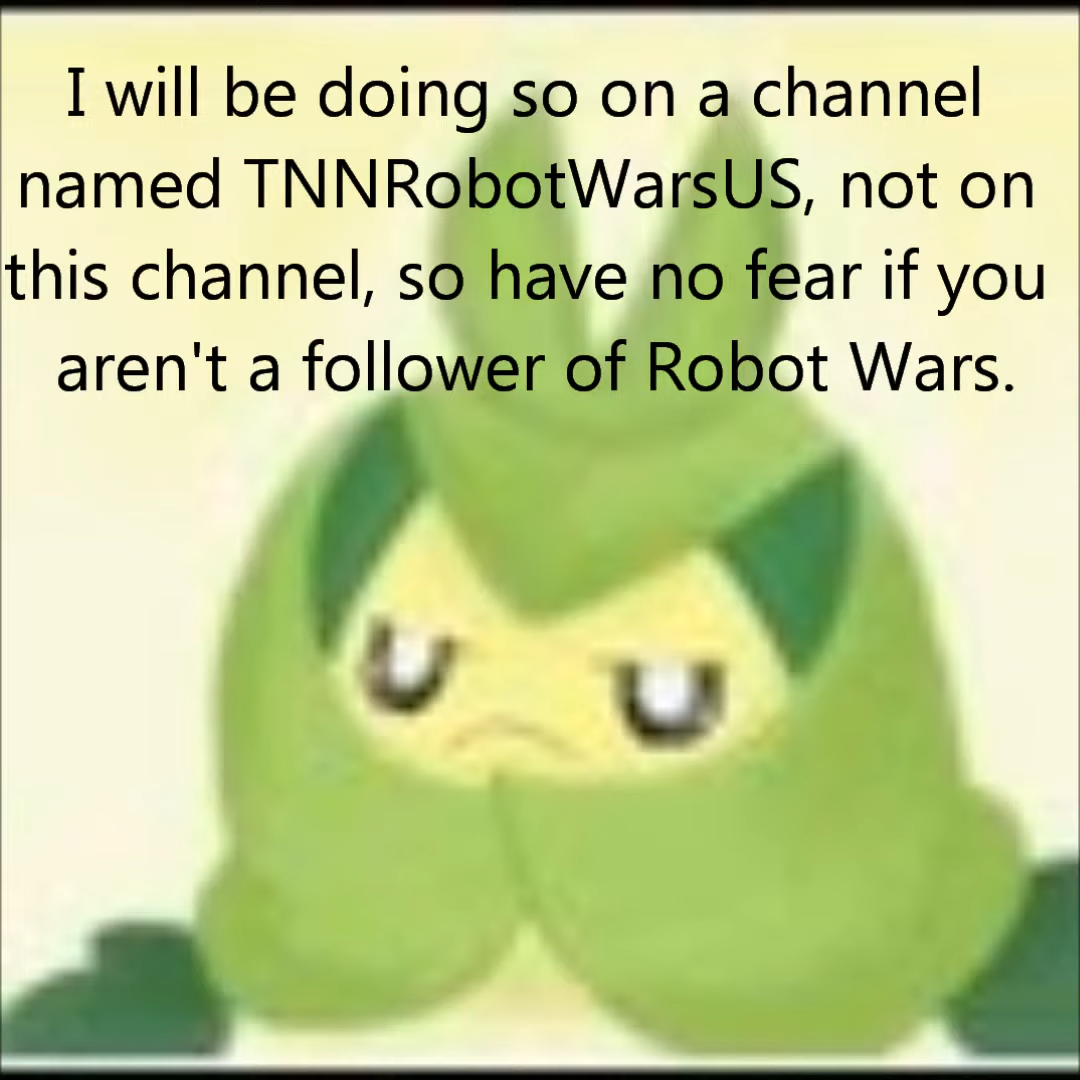 I will be doing so on a channel
named TNNRobotWarsUS, not on
this channel, so have no fear if you
aren't a follower of Robot Wars.